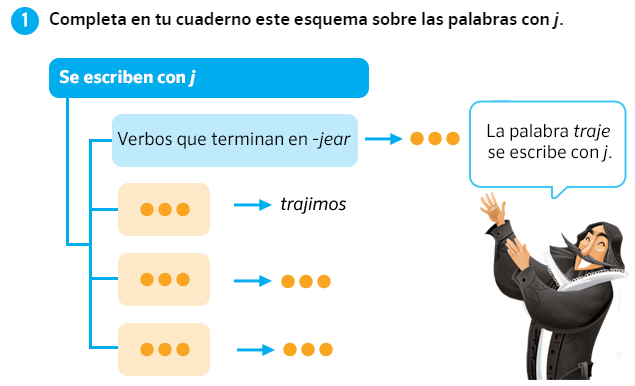 1 Completa en tu cuaderno este esquema sobre las palabras con j.
Se escriben con j
Verbos que terminan en -jear
trajimos
La palabra traje
se escribe con j.